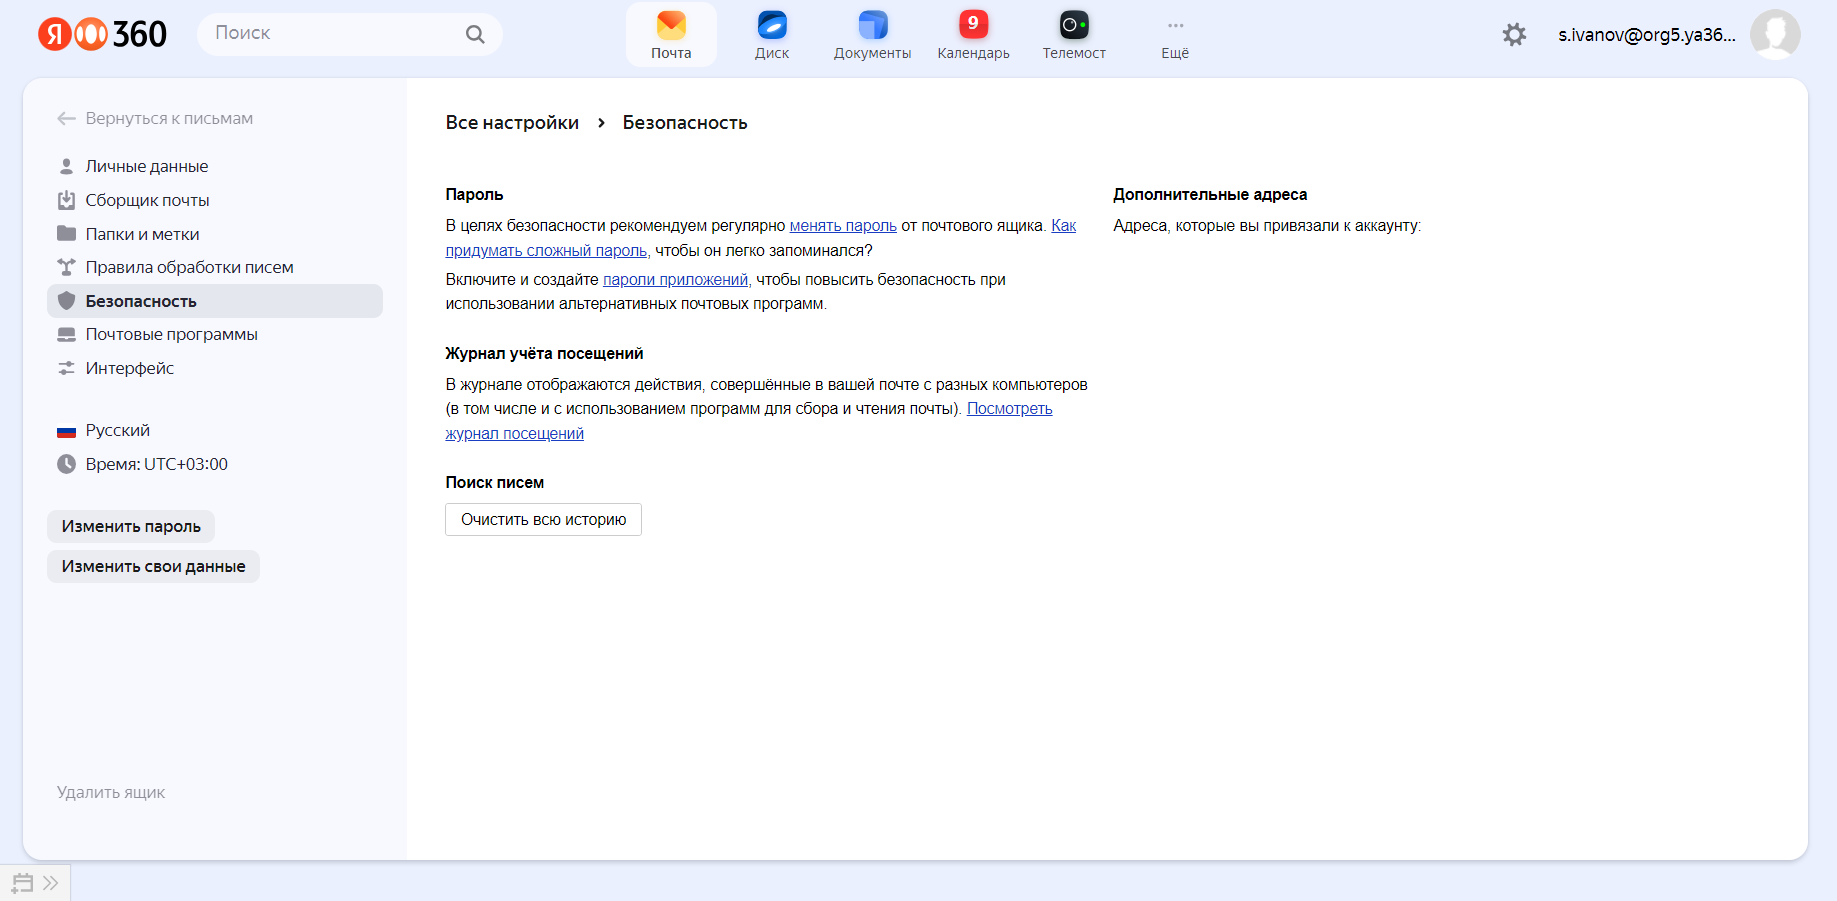 Я 360
Поиск
Почта
Диск
Документы
9
Календарь
Телемост
Ещё
s.ivanov@org5.ya36...
Вернуться к письмам
Личные данные
Сборщик почты
Папки и метки
Правила обработки писем
Безопасность
Почтовые программы
Интерфейс
Русский
Время: UTC+03:00
Изменить пароль
Изменить свои данные
Удалить ящик
Все настройки › Безопасность
Пароль
В целях безопасности рекомендуем регулярно менять пароль от почтового ящика. Как
придумать сложный пароль, чтобы он легко запоминался?
Включите и создайте пароли приложений, чтобы повысить безопасность при
использовании альтернативных почтовых программ.
Журнал учёта посещений
В журнале отображаются действия, совершённые в вашей почте с разных компьютеров
(в том числе и с использованием программ для сбора и чтения почты). Посмотреть
журнал посещений
Поиск писем
Очистить всю историю
Дополнительные адреса
Адреса, которые вы привязали к аккаунту: